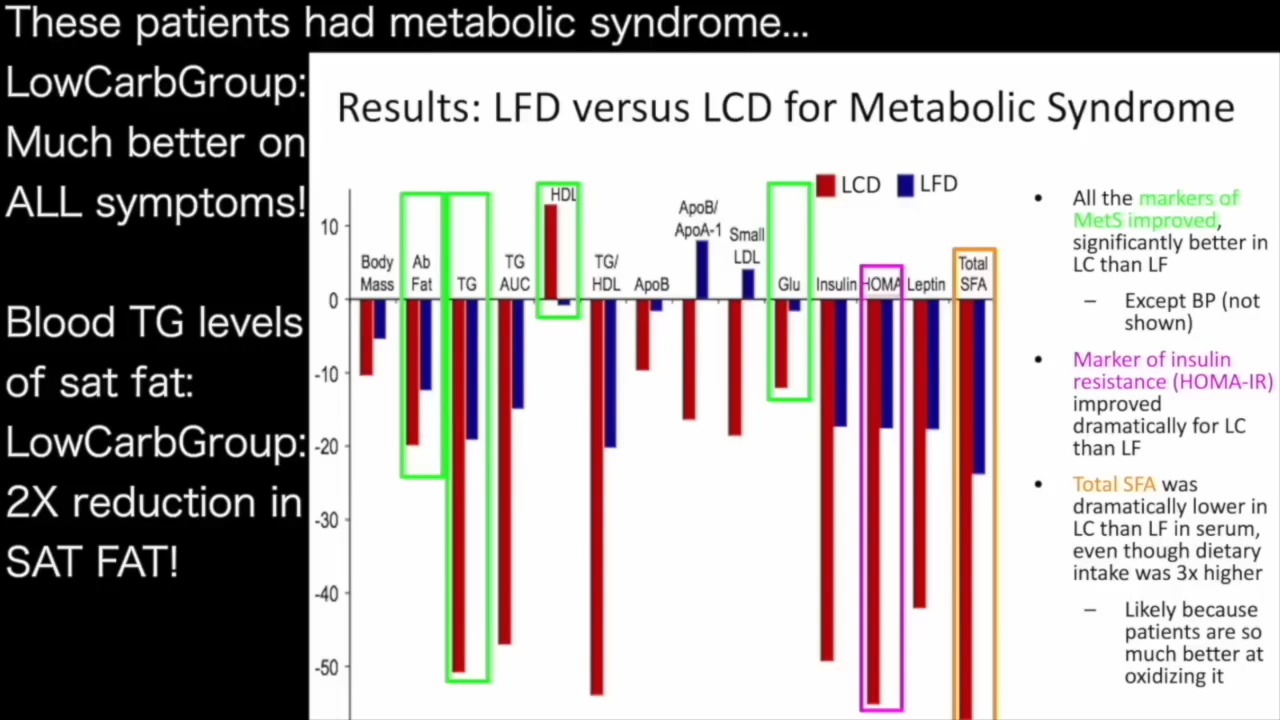 These patients had metabolic syndrome...
LowCarbGroup:
Much better on
ALL symptoms!
Blood TG levels
of sat fat:
LowCarbGroup:
2X reduction in
SAT FAT!
Results: LFD versus LCD for Metabolic Syndrome
LCD LFD
10
0
-10
-20
-30
-40
-50
Body
Mass
Ab
Fat
TG
TG
AUC
HDL
TG/
HDL
ApoB
ApoB/
ApoA-1
Small
LDL
Glu
Insulin
HOMA
Leptin
Total
SFA
• All the markers of
MetS improved,
significantly better in
LC than LF
– Except BP (not
shown)
• Marker of insulin
resistance (HOMA-IR)
improved
dramatically for LC
than LF
• Total SFA was
dramatically lower in
LC than LF in serum,
even though dietary
intake was 3x higher
– Likely because
patients are so
much better at
oxidizing it